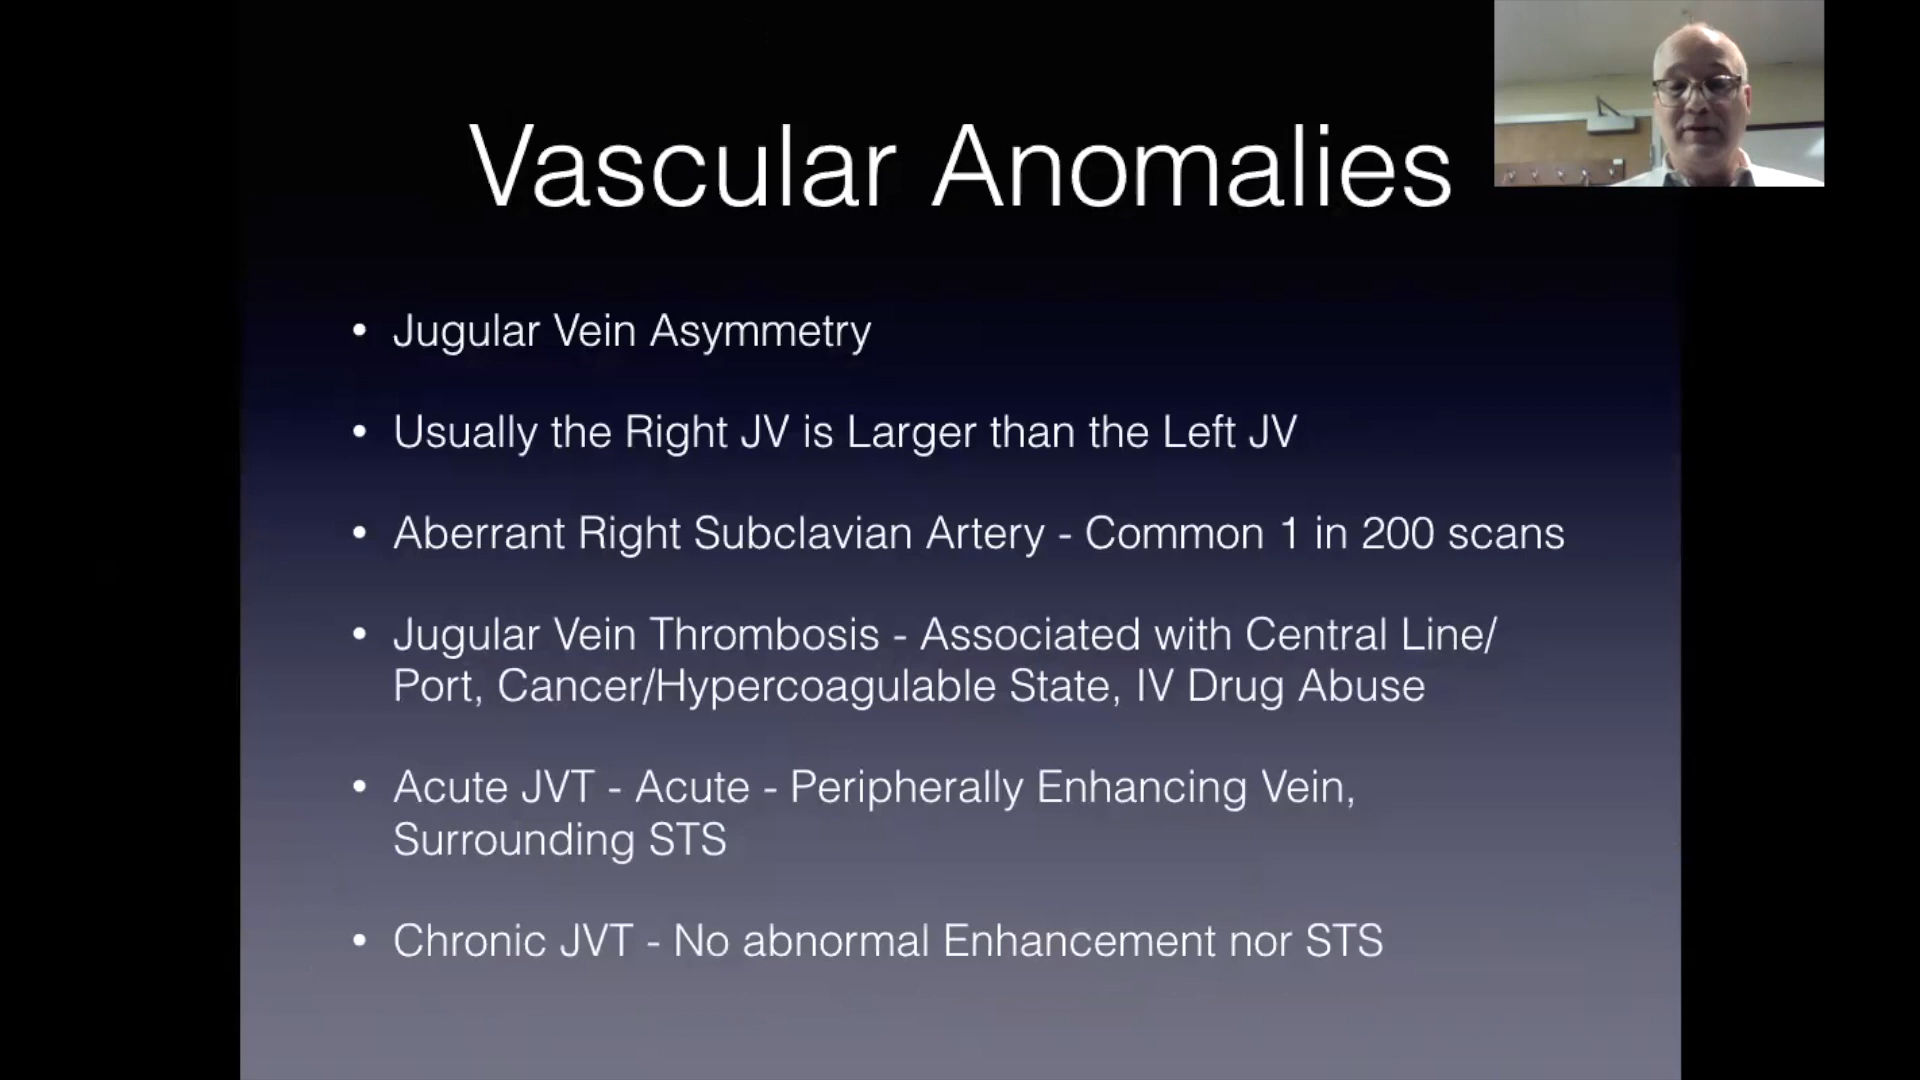 Vascular Anomalies
• Jugular Vein Asymmetry
• Usually the Right JV is Larger than the Left JV
• Aberrant Right Subclavian Artery - Common 1 in 200 scans
• Jugular Vein Thrombosis - Associated with Central Line/
Port, Cancer/Hypercoagulable State, IV Drug Abuse
• Acute JVT - Acute - Peripherally Enhancing Vein,
Surrounding STS
• Chronic JVT - No abnormal Enhancement nor STS